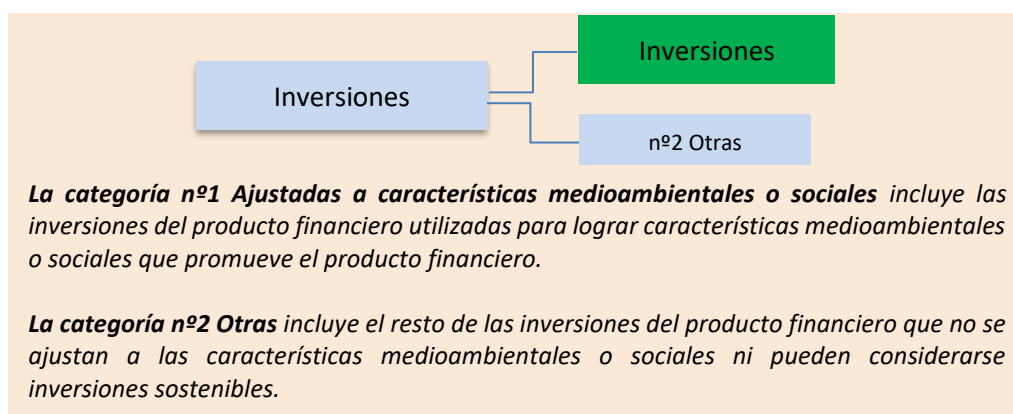 Inversiones
Inversiones
nº2 Otras
La categoría nº1 Ajustadas a características medioambientales o sociales incluye las
inversiones del producto financiero utilizadas para lograr características medioambientales
o sociales que promueve el producto financiero.
La categoría nº2 Otras incluye el resto de las inversiones del producto financiero que no se
ajustan a las características medioambientales o sociales ni pueden considerarse
inversiones sostenibles.